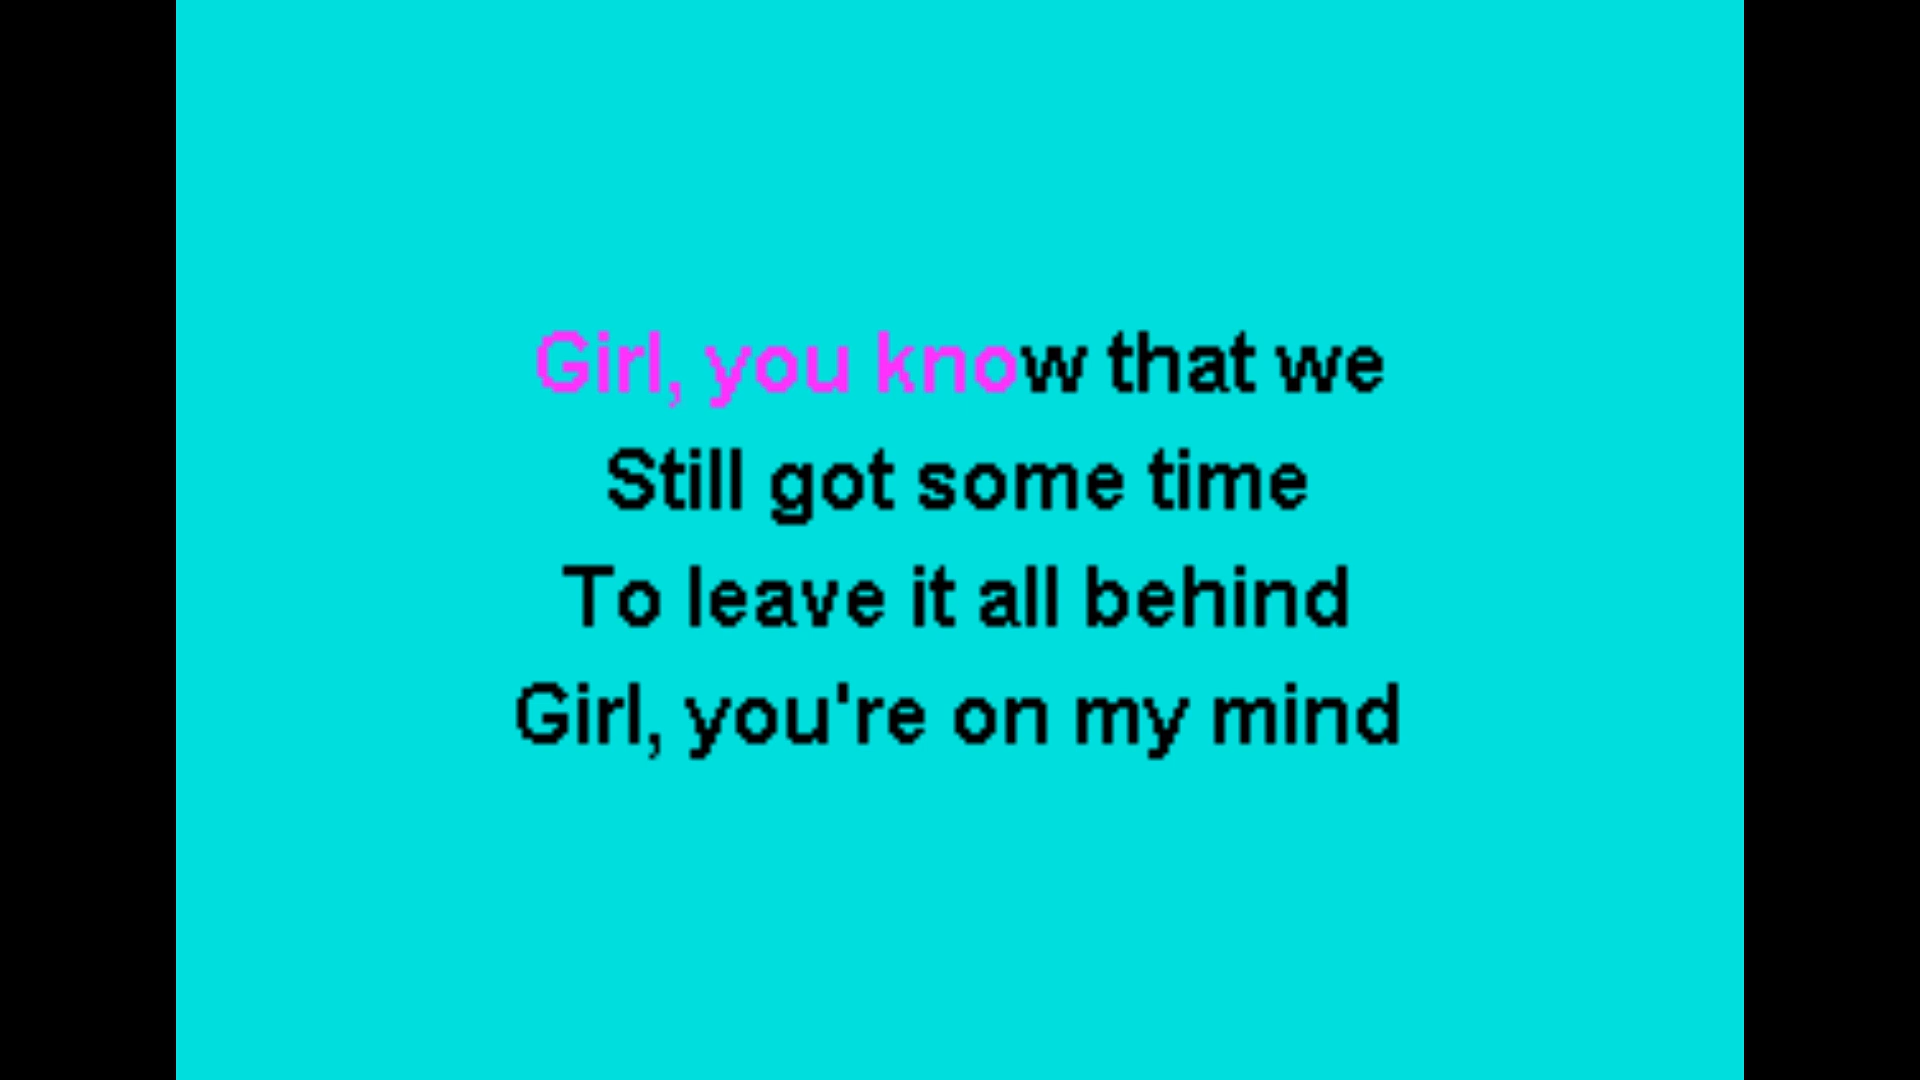 Girl, you know that we
Still got some time
To leave it all behind
Girl, you're on my mind